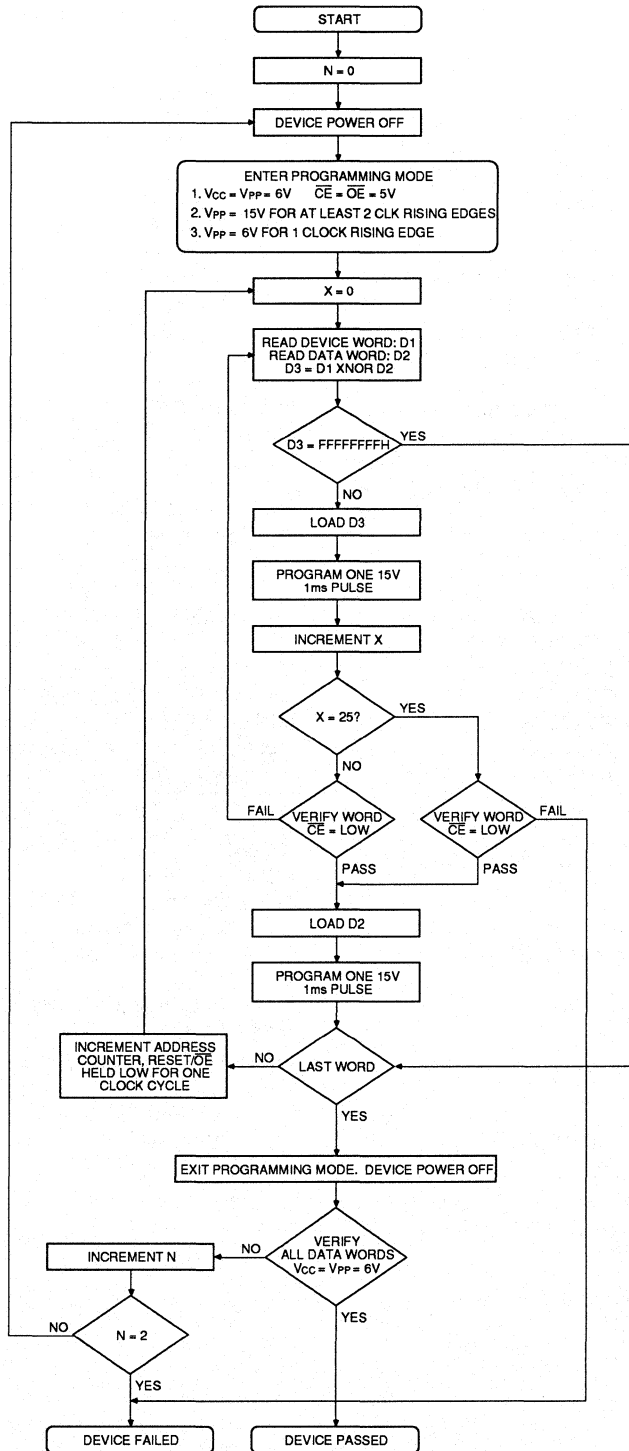 START
N = 0
DEVICE POWER OFF
ENTER PROGRAMMING MODE
1. VCC = VPP = 6V C̅E̅ = O̅E̅ = 5V
2. VPP = 15V FOR AT LEAST 2 CLK RISING EDGES
3. VPP = 6V FOR 1 CLOCK RISING EDGE
X = 0
READ DEVICE WORD: D1
READ DATA WORD: D2
D3 = D1 XNOR D2
D3 = FFFFFFFFH
YES
NO
LOAD D3
PROGRAM ONE 15V
1ms PULSE
INCREMENT X
X = 25?
YES
NO
FAIL
VERIFY WORD
C̅E̅ = LOW
PASS
VERIFY WORD
C̅E̅ = LOW
FAIL
PASS
LOAD D2
PROGRAM ONE 15V
1ms PULSE
INCREMENT ADDRESS
COUNTER, RESET/O̅E̅
HELD LOW FOR ONE
CLOCK CYCLE
NO
LAST WORD
YES
EXIT PROGRAMMING MODE. DEVICE POWER OFF
VERIFY
ALL DATA WORDS
VCC = VPP = 6V
NO
INCREMENT N
YES
NO
N = 2
YES
DEVICE FAILED
DEVICE PASSED